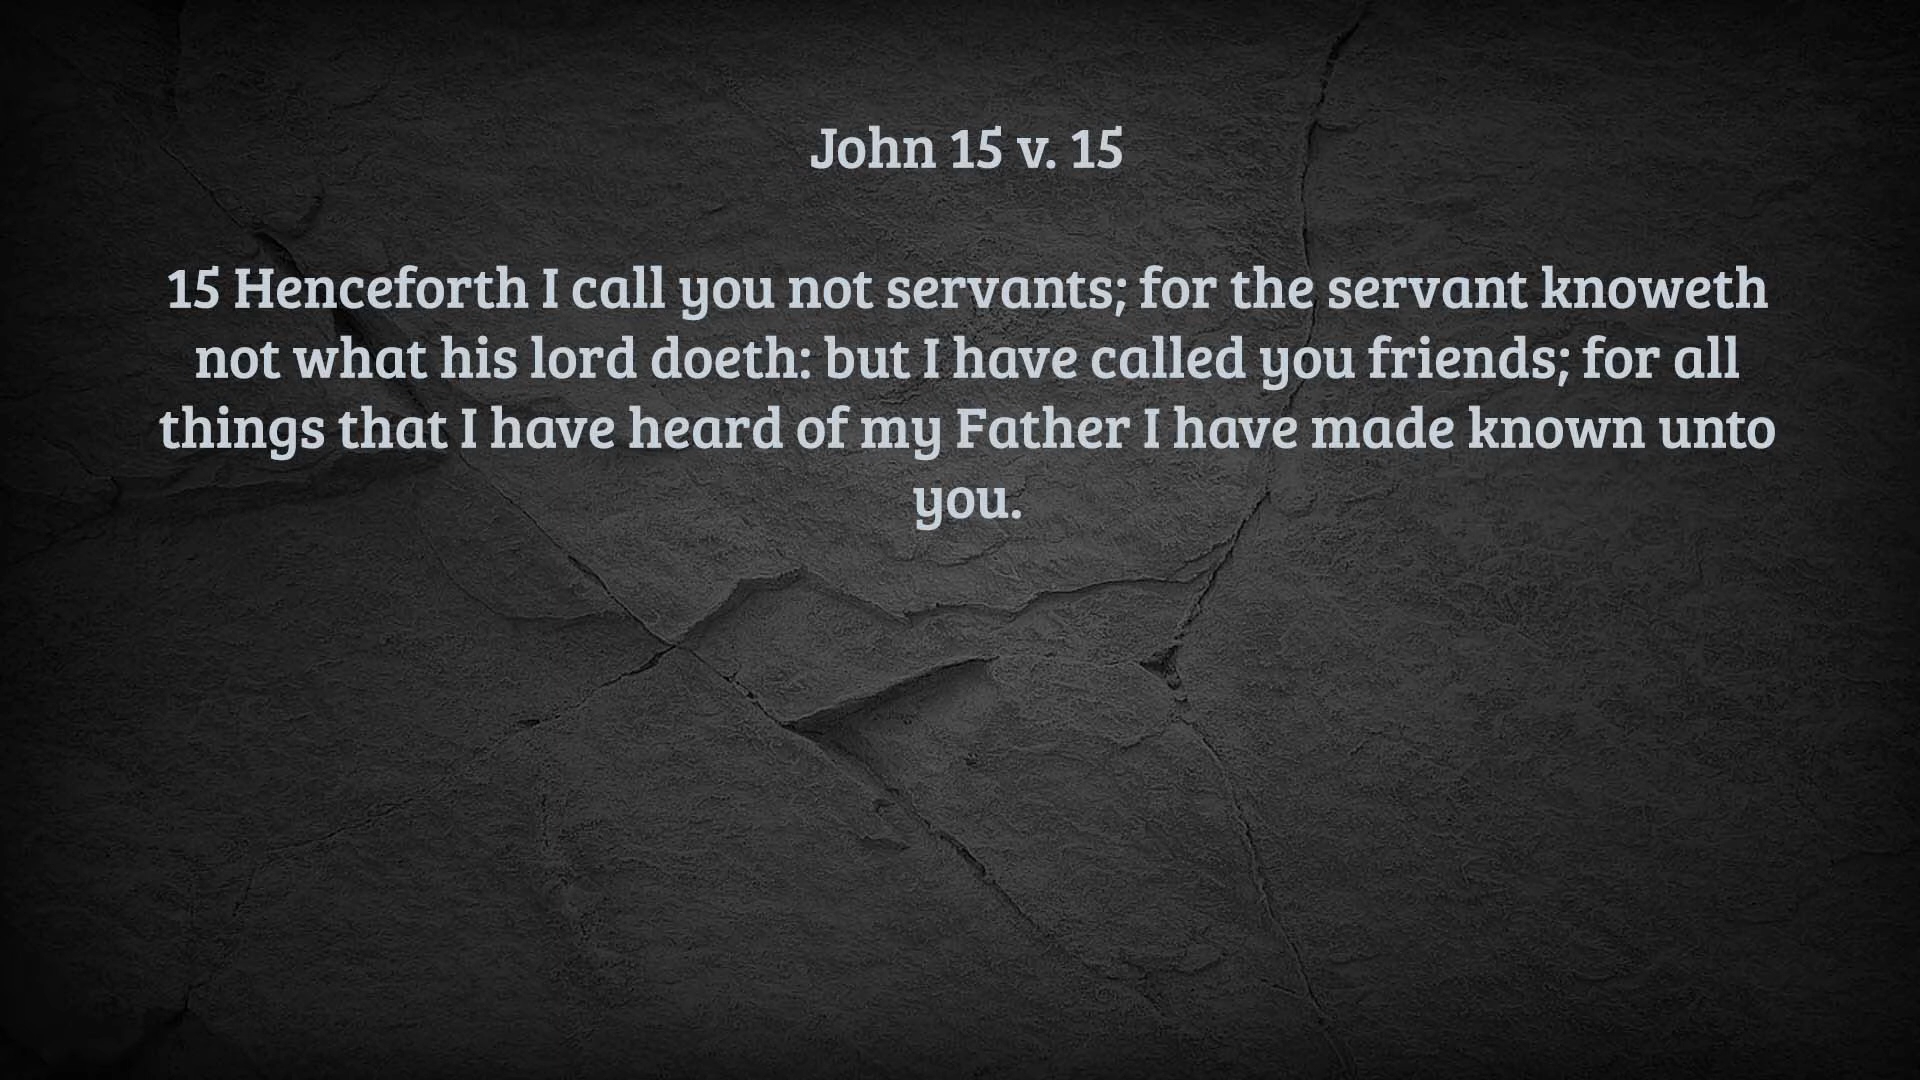 John 15 v. 15
15 Henceforth I call you not servants; for the servant knoweth
not what his lord doeth: but I have called you friends; for all
things that I have heard of my Father I have made known unto
you.